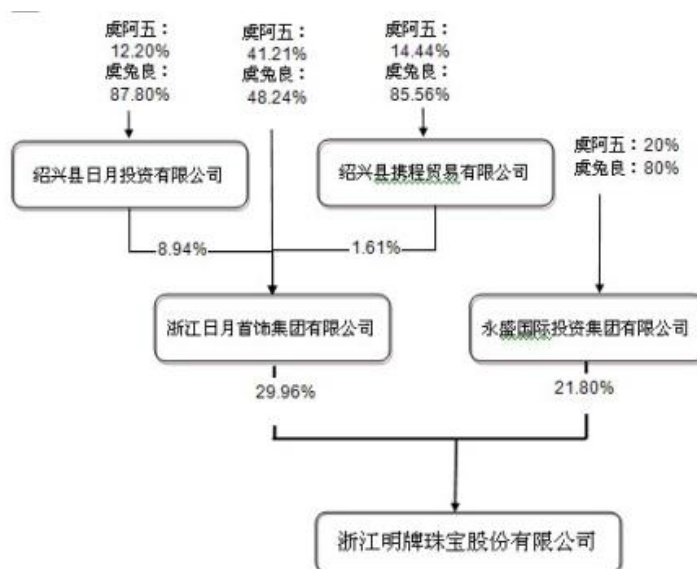 虞阿五：
12.20%
虞兔良：
87.80%
虞阿五：
41.21%
虞兔良：
48.24%
虞阿五：
14.44%
虞兔良：
85.56%
虞阿五：20%
虞兔良：80%
绍兴县日月投资有限公司
绍兴县携程贸易有限公司
8.94%
1.61%
浙江日月首饰集团有限公司
永盛国际投资集团有限公司
29.96%
21.80%
浙江明牌珠宝股份有限公司